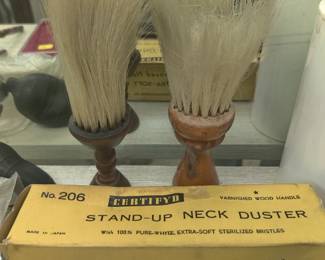 No. 206 CERTIFYD ★ VARNISHED WOOD HANDLE
STAND-UP NECK DUSTER
MADE IN JAPAN With 100% PURE-WHITE, EXTRA-SOFT STERILIZED BRISTLES